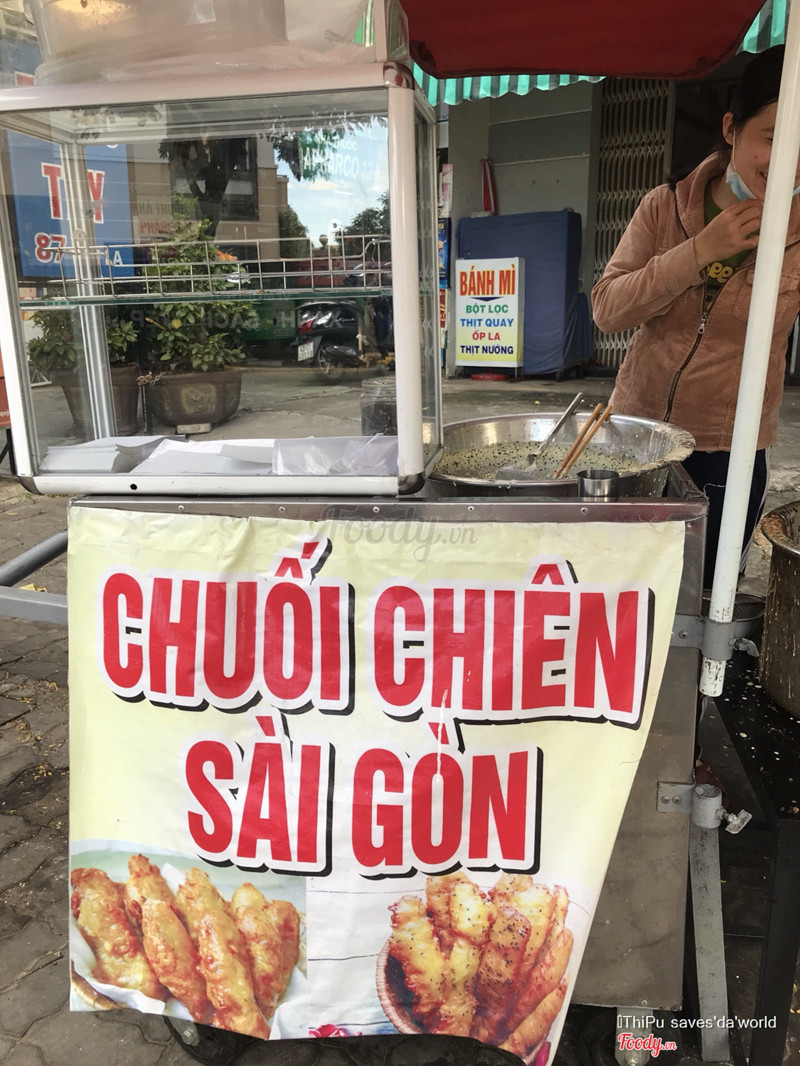 BÁNH MÌ
BỘT LỌC
THỊT QUAY
ỐP LA
THỊT NƯỚNG
Foody.vn
CHUỐI CHIÊN
SÀI GÒN
ThiPu saves'da'world
Foody.vn